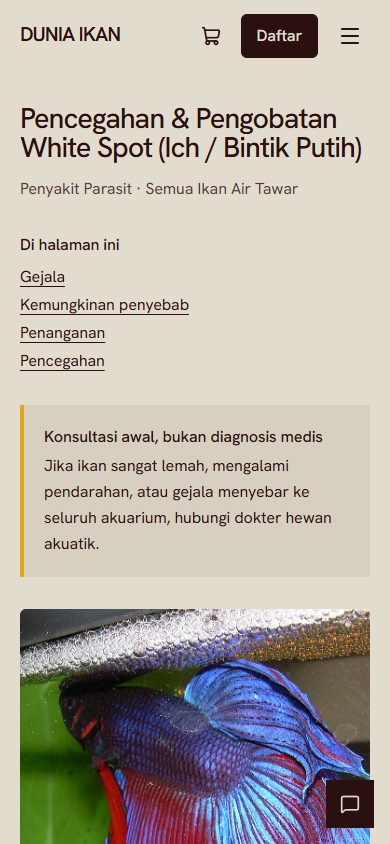 DUNIA IKAN
Daftar
Pencegahan & Pengobatan
White Spot (Ich / Bintik Putih)
Penyakit Parasit · Semua Ikan Air Tawar
Di halaman ini
Gejala
Kemungkinan penyebab
Penanganan
Pencegahan
Konsultasi awal, bukan diagnosis medis
Jika ikan sangat lemah, mengalami
pendarahan, atau gejala menyebar ke
seluruh akuarium, hubungi dokter hewan
akuatik.